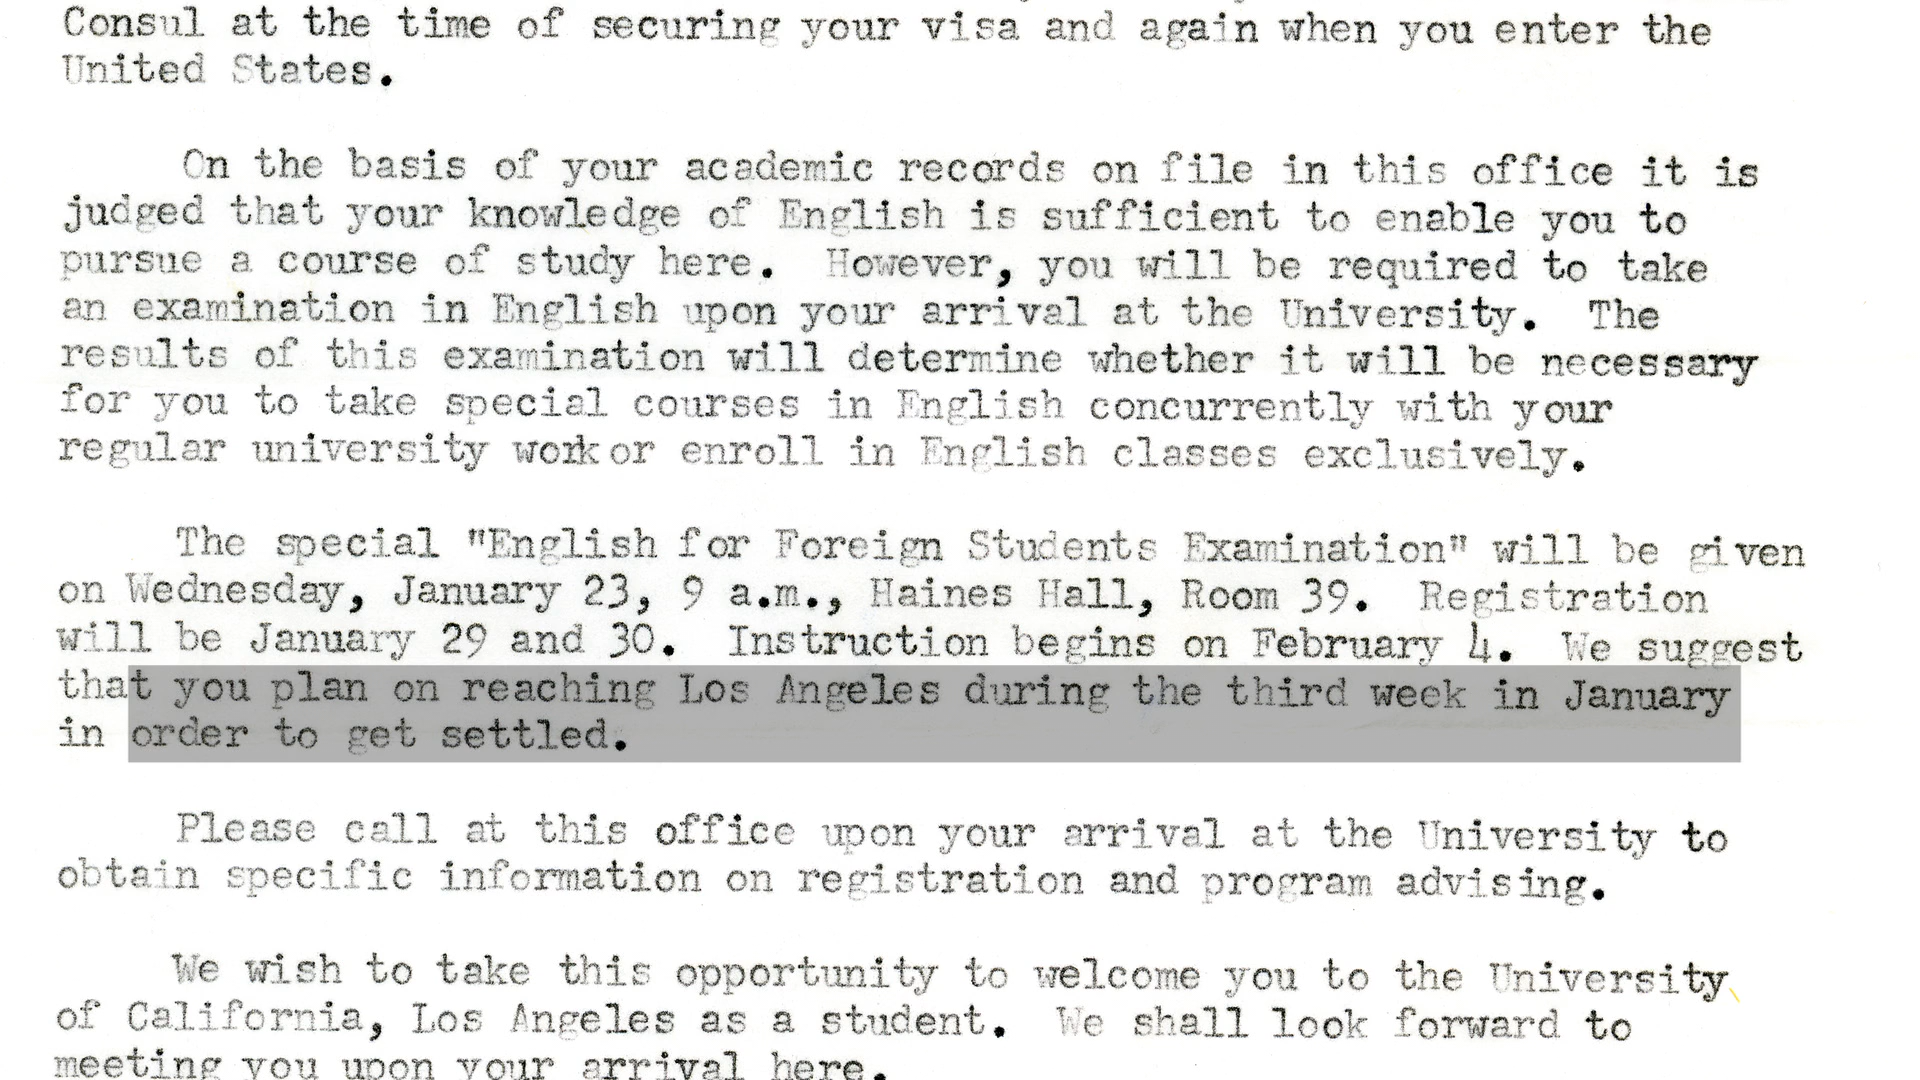 Consul at the time of securing your visa and again when you enter the
United States.
On the basis of your academic records on file in this office it is
judged that your knowledge of English is sufficient to enable you to
pursue a course of study here. However, you will be required to take
an examination in English upon your arrival at the University. The
results of this examination will determine whether it will be necessary
for you to take special courses in English concurrently with your
regular university work or enroll in English classes exclusively.
The special "English for Foreign Students Examination" will be given
on Wednesday, January 23, 9 a.m., Haines Hall, Room 39. Registration
will be January 29 and 30. Instruction begins on February 4. We suggest
that you plan on reaching Los Angeles during the third week in January
in order to get settled.
Please call at this office upon your arrival at the University to
obtain specific information on registration and program advising.
We wish to take this opportunity to welcome you to the University
of California, Los Angeles as a student. We shall look forward to
meeting you upon your arrival here.